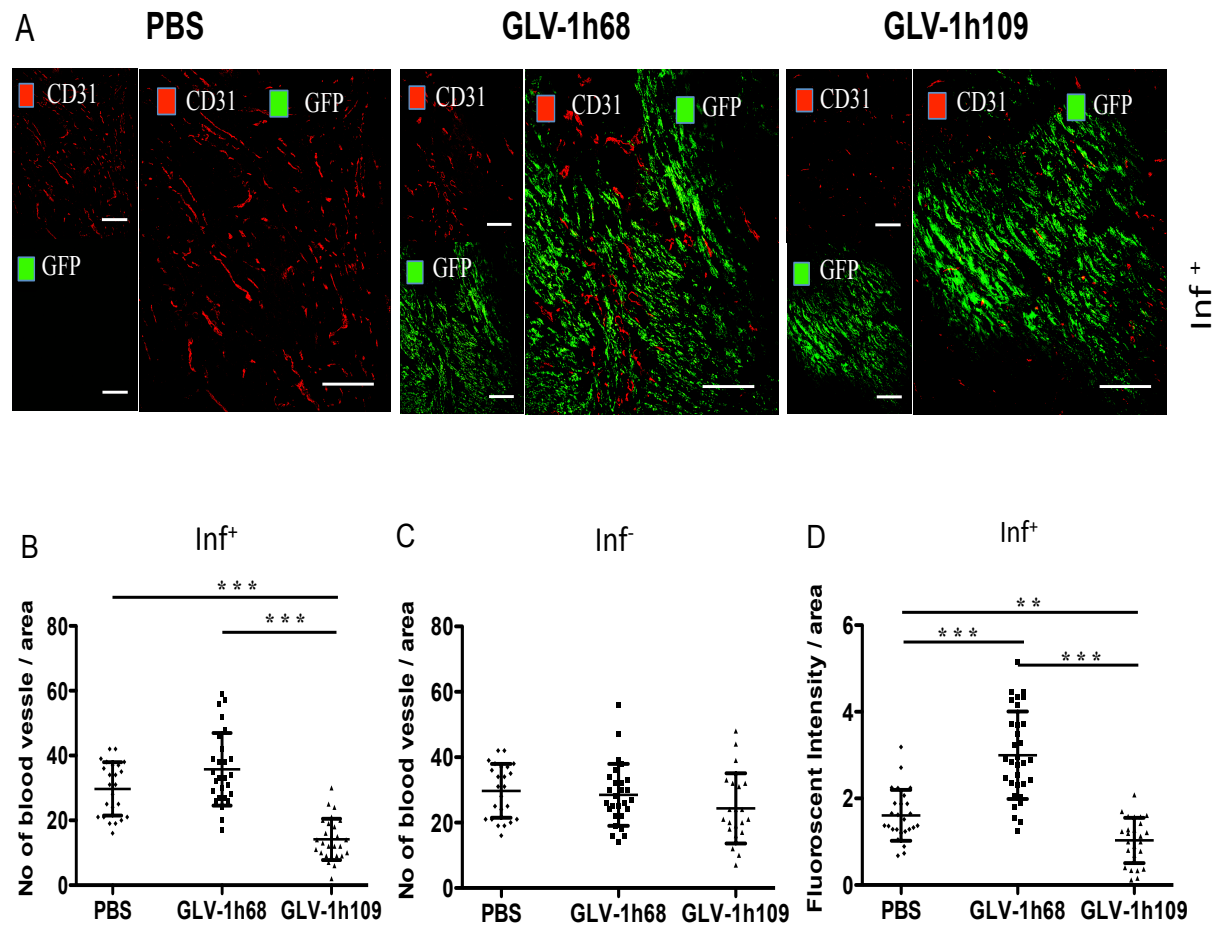 A
PBS
GLV-1h68
GLV-1h109
CD31
CD31
GFP
GFP
CD31
CD31
GFP
GFP
CD31
CD31
GFP
GFP
Inf +
B
Inf+
***
***
No of blood vessle / area
80
60
40
20
0
PBS
GLV-1h68
GLV-1h109
C
Inf-
No of blood vessle / area
80
60
40
20
0
PBS
GLV-1h68
GLV-1h109
D
Inf+
**
***
***
Fluoroscent Intensity / area
6
4
2
0
PBS
GLV-1h68
GLV-1h109